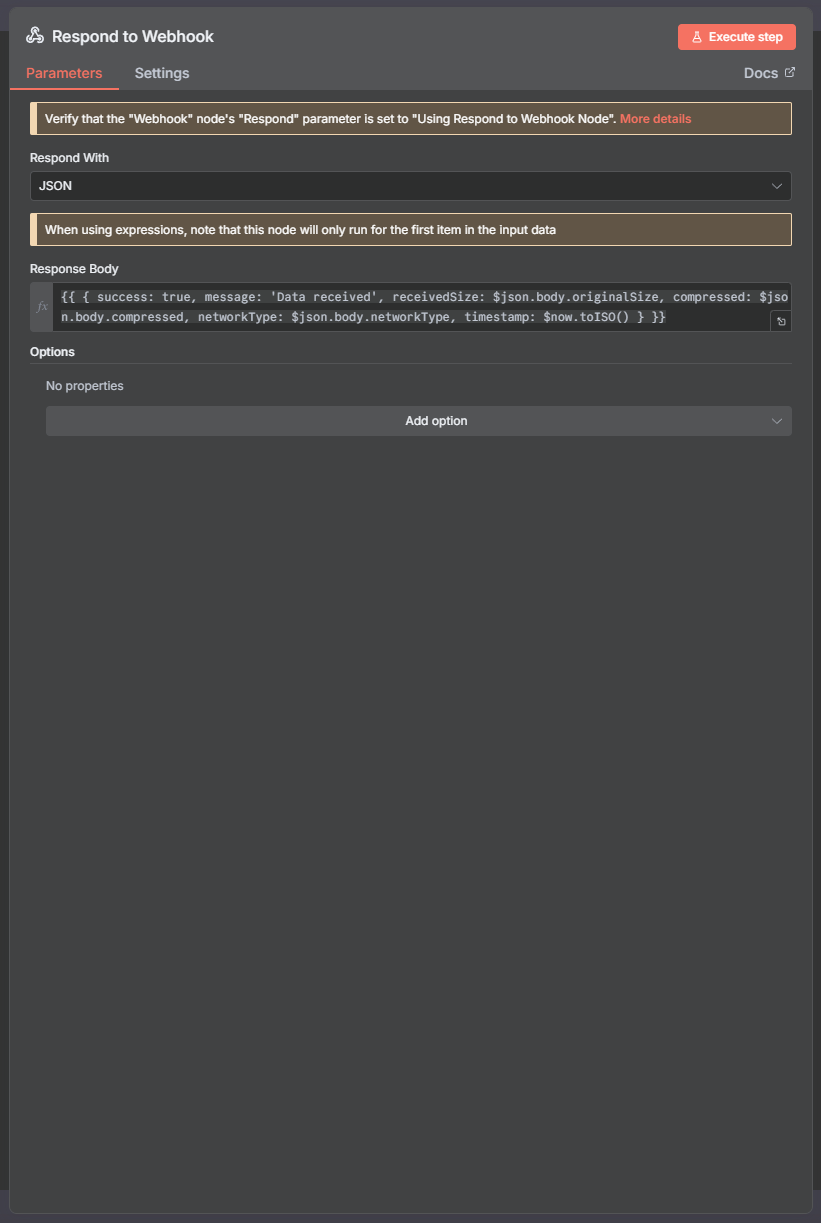 Respond to Webhook
Execute step
Parameters
Settings
Docs
Verify that the "Webhook" node's "Respond" parameter is set to "Using Respond to Webhook Node". More details
Respond With
JSON
When using expressions, note that this node will only run for the first item in the input data
Response Body
fx
{{ { success: true, message: 'Data received', receivedSize: $json.body.originalSize, compressed: $jso
n.body.compressed, networkType: $json.body.networkType, timestamp: $now.toISO() } }}
Options
No properties
Add option